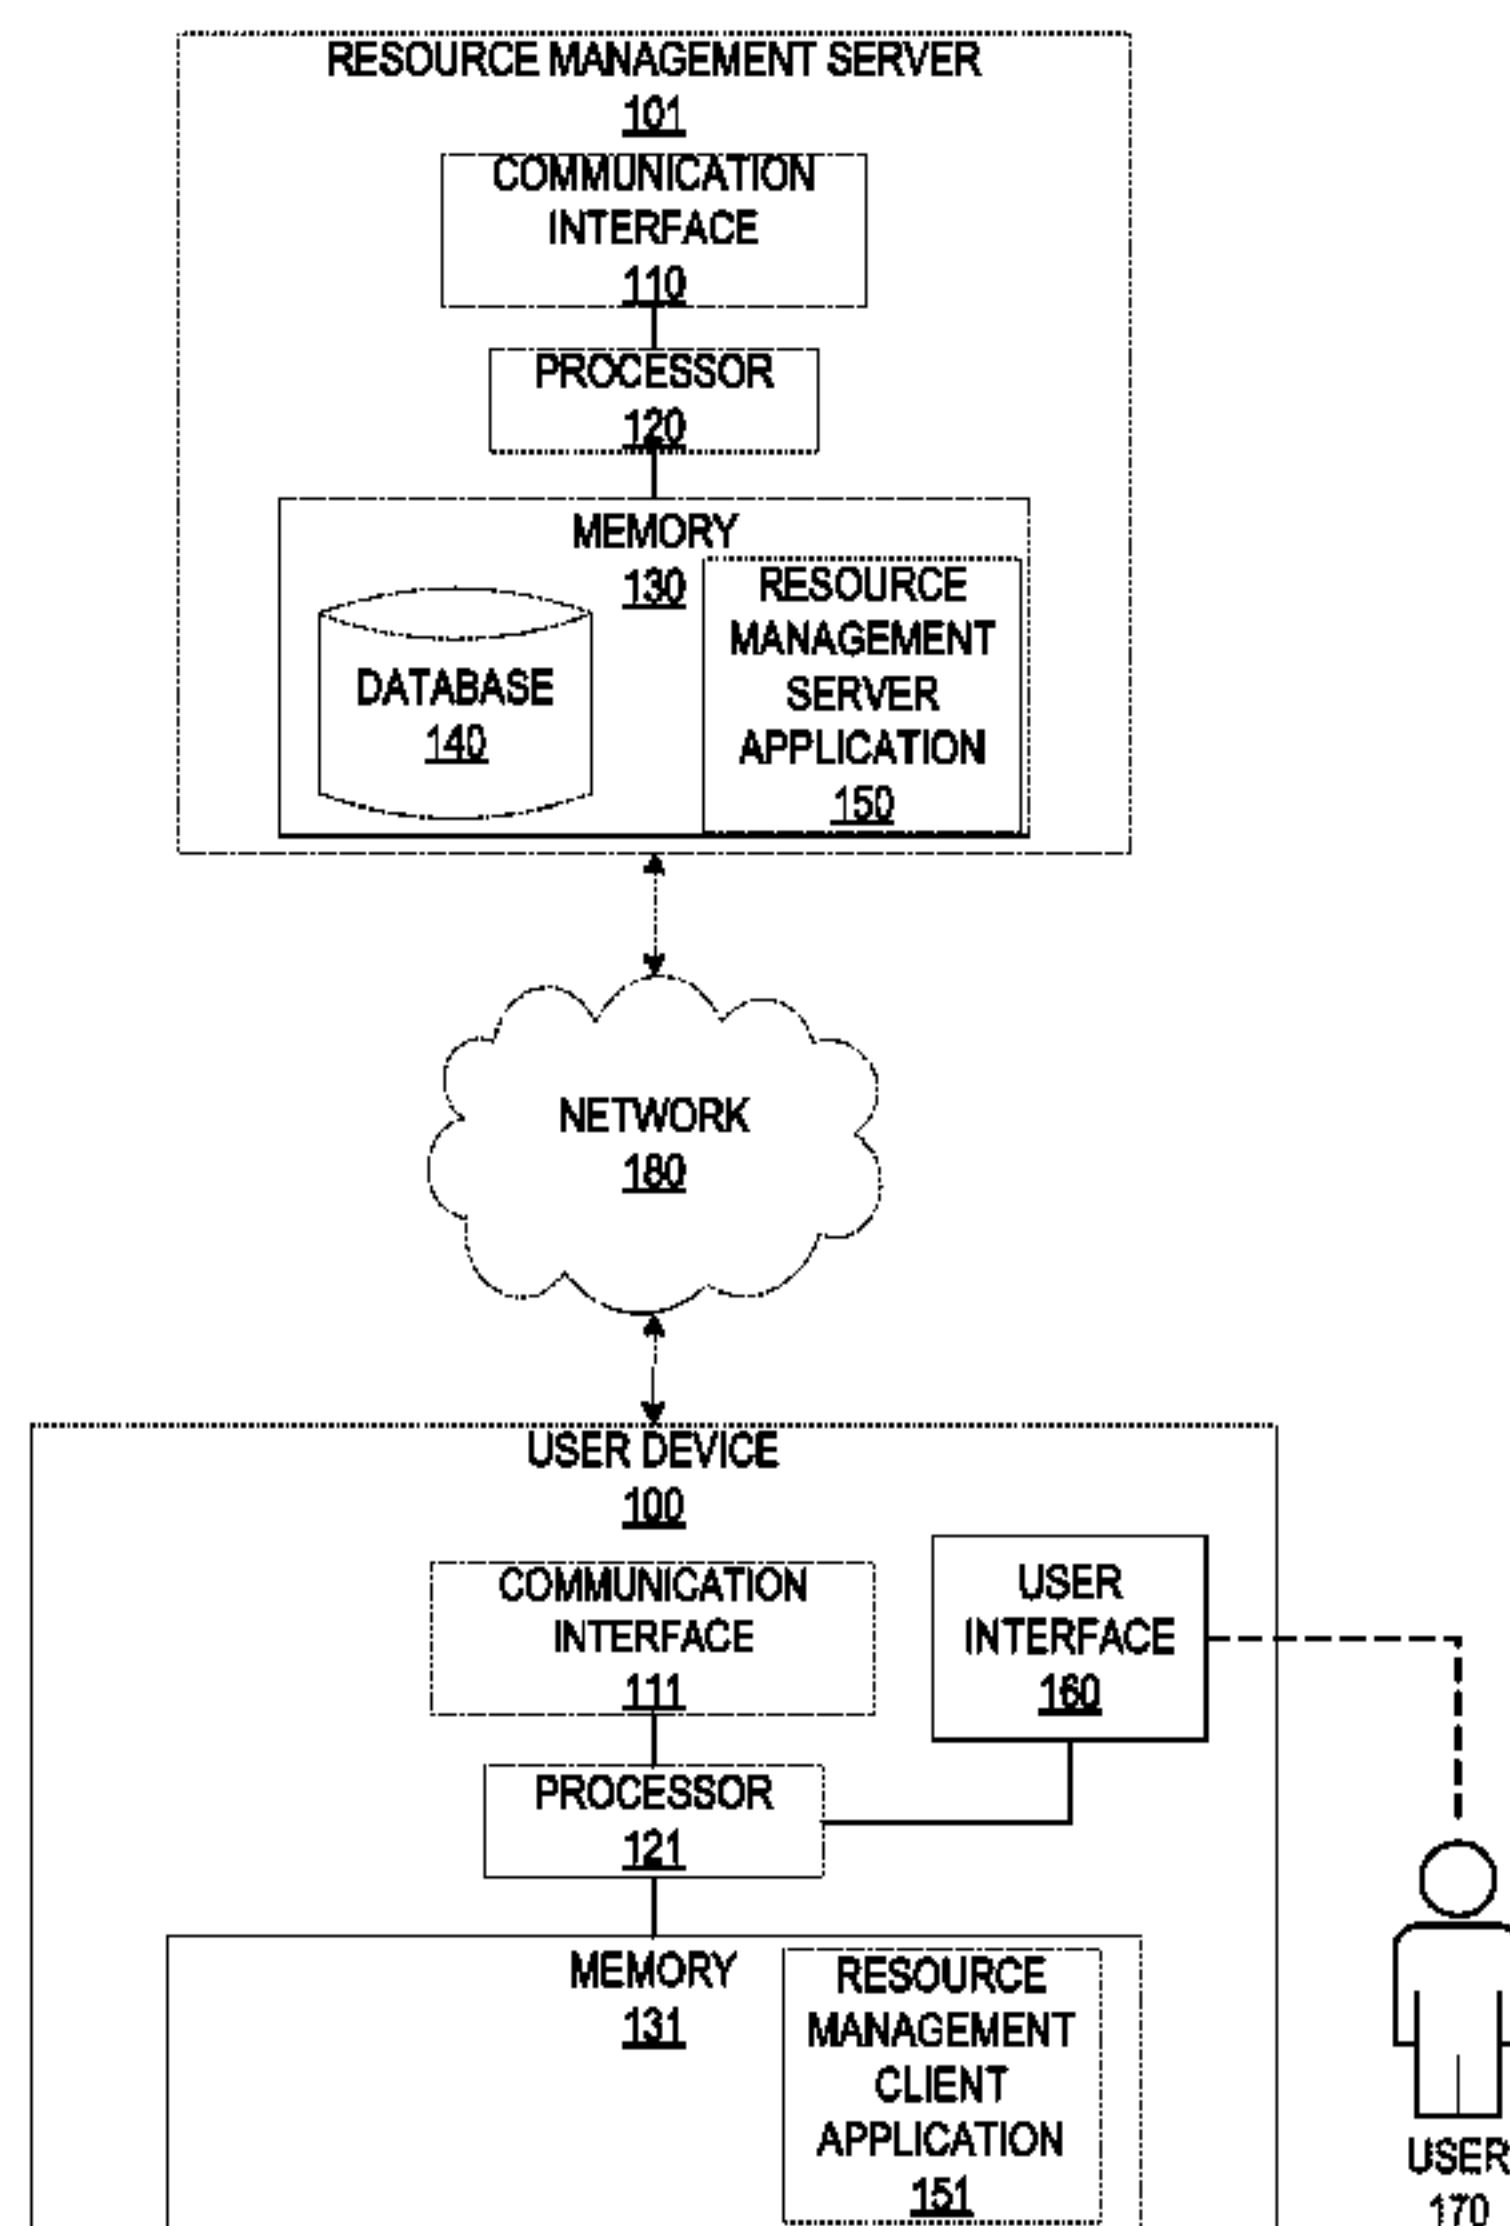 RESOURCE MANAGEMENT SERVER
101
COMMUNICATION
INTERFACE
110
PROCESSOR
120
MEMORY
130
DATABASE
140
RESOURCE
MANAGEMENT
SERVER
APPLICATION
150
NETWORK
180
USER DEVICE
100
COMMUNICATION
INTERFACE
111
USER
INTERFACE
160
PROCESSOR
121
MEMORY
131
RESOURCE
MANAGEMENT
CLIENT
APPLICATION
151
USER
170